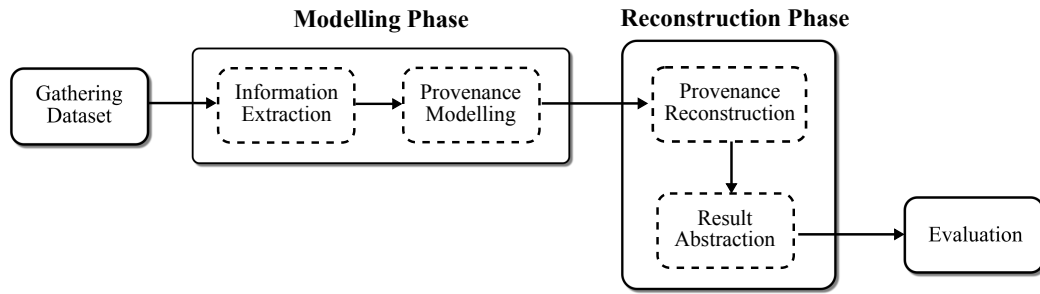 Modelling Phase
Reconstruction Phase
Gathering
Dataset
Information
Extraction
Provenance
Modelling
Provenance
Reconstruction
Result
Abstraction
Evaluation